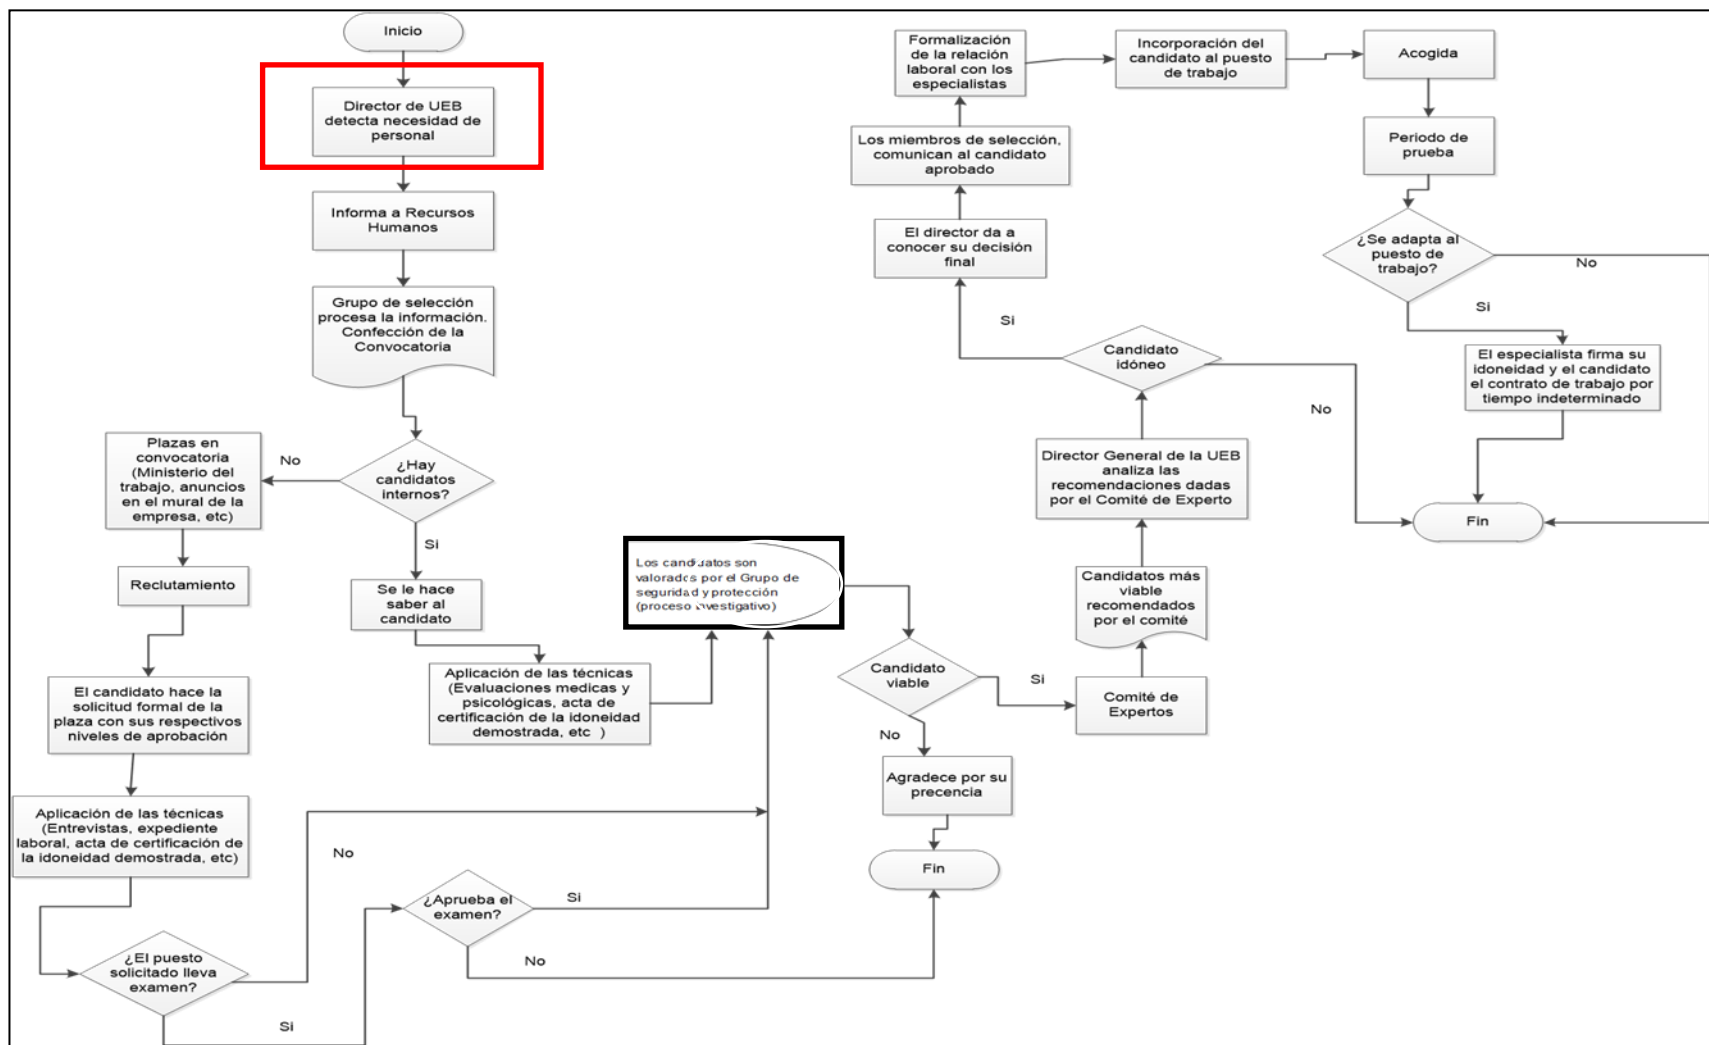 Inicio
Director de UEB
detecta necesidad de
personal
Informa a Recursos
Humanos
Grupo de selección
procesa la información.
Confección de la
Convocatoria
¿Hay
candidatos
internos?
No
Si
Plazas en
convocatoria
(Ministerio del
trabajo, anuncios
en el mural de la
empresa, etc)
Reclutamiento
El candidato hace la
solicitud formal de la
plaza con sus respectivos
niveles de aprobación
Aplicación de las técnicas
(Entrevistas, expediente
laboral, acta de certificación de
la idoneidad demostrada, etc)
¿El puesto
solicitado lleva
examen?
No
Si
¿Aprueba el
examen?
Si
No
Se le hace
saber al
candidato
Aplicación de las técnicas
(Evaluaciones medicas y
psicológicas, acta de
certificación de la idoneidad
demostrada, etc )
Los candidatos son
valorados por el Grupo de
seguridad y protección
(proceso investigativo)
Candidato
viable
Si
No
Agradece por su
precencia
Fin
Comité de
Expertos
Candidatos más
viable
recomendados
por el comité
Director General de la UEB
analiza las
recomendaciones dadas
por el Comité de Experto
Candidato
idóneo
Si
No
El director da a
conocer su decisión
final
Los miembros de selección,
comunican al candidato
aprobado
Formalización
de la relación
laboral con los
especialistas
Incorporación del
candidato al puesto
de trabajo
Acogida
Periodo de
prueba
¿Se adapta al
puesto de
trabajo?
No
Si
El especialista firma su
idoneidad y el candidato
el contrato de trabajo por
tiempo indeterminado
Fin